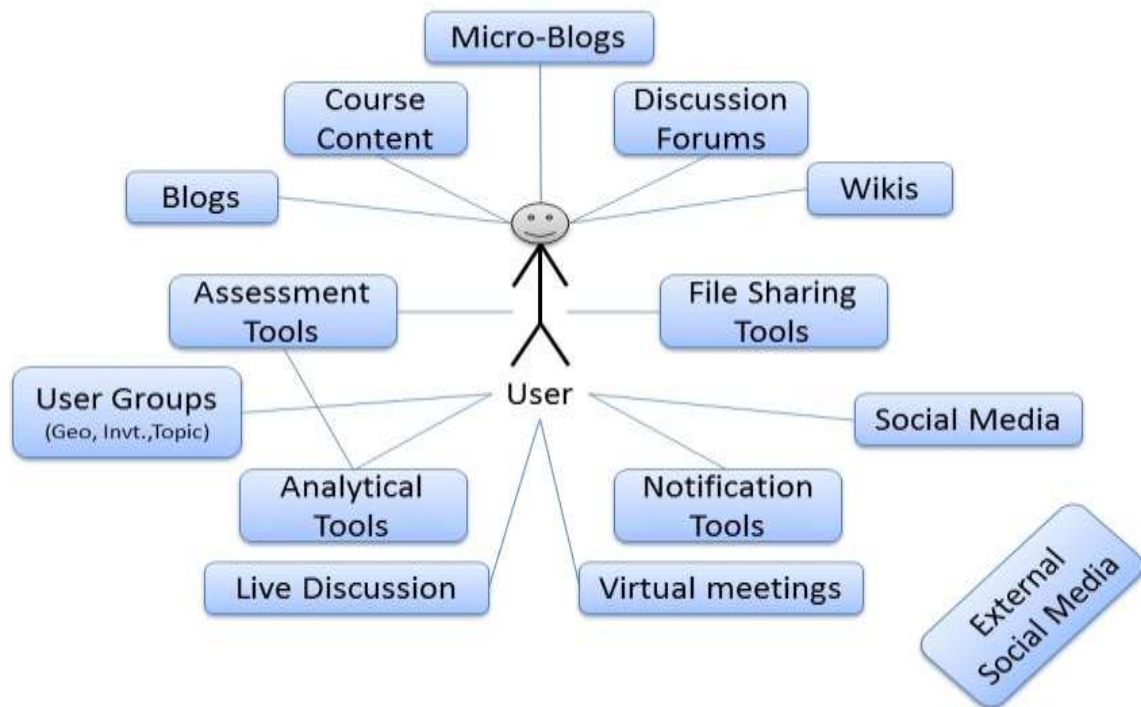 Micro-Blogs
Course
Content
Discussion
Forums
Blogs
Wikis
Assessment
Tools
File Sharing
Tools
User Groups
(Geo, Invt.,Topic)
User
Social Media
Analytical
Tools
Notification
Tools
Live Discussion
Virtual meetings
External
Social Media